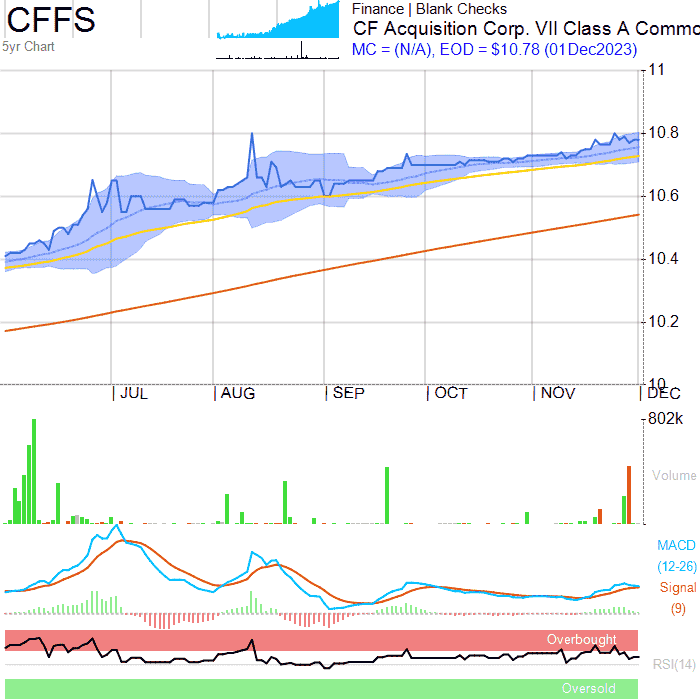 CFFS
5yr Chart
Finance | Blank Checks
CF Acquisition Corp. VII Class A Commo
MC = (N/A), EOD = $10.78 (01Dec2023)
11
10.8
10.6
10.4
10.2
10
JUL AUG SEP OCT NOV DEC
802k
Volume
MACD
(12-26)
Signal
(9)
Overbought
RSI(14)
Oversold